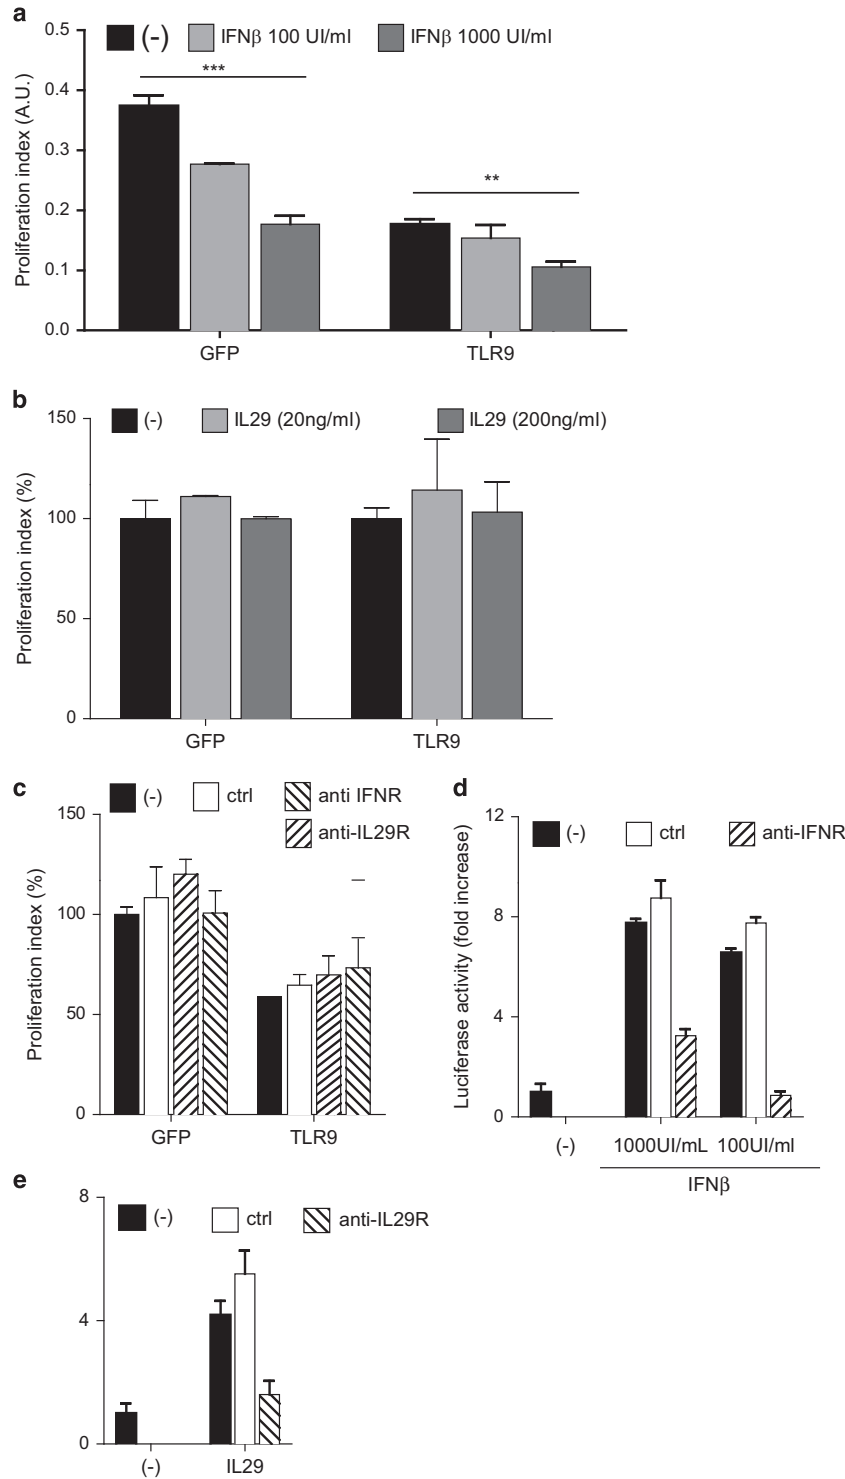 a
(-) IFNβ 100 UI/ml IFNβ 1000 UI/ml
Proliferation index (A.U.)
0.5
0.4
0.3
0.2
0.1
0.0
***
**
GFP TLR9
b
(-) IL29 (20ng/ml) IL29 (200ng/ml)
Proliferation index (%)
150
100
50
0
GFP TLR9
c
(-) ctrl anti IFNR
anti-IL29R
Proliferation index (%)
150
100
50
0
GFP TLR9
d
(-) ctrl anti-IFNR
Luciferase activity (fold increase)
12
8
4
0
(-) 1000UI/mL 100UI/ml
IFNβ
e
(-) ctrl anti-IL29R
8
4
0
(-) IL29